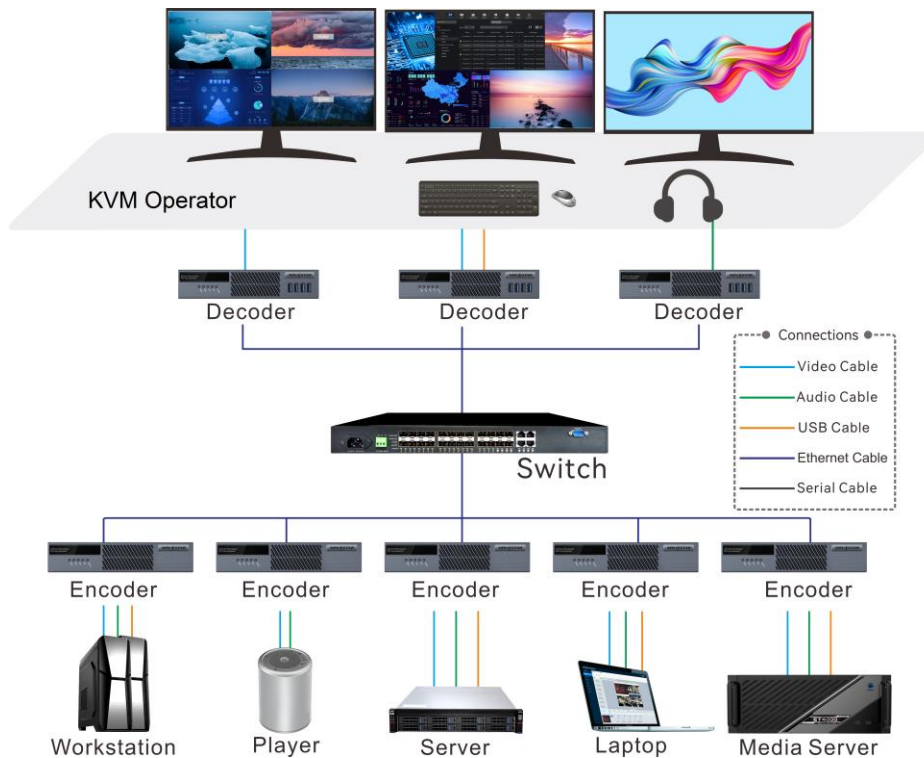 KVM Operator
Decoder
Decoder
Decoder
Connections
Video Cable
Audio Cable
USB Cable
Ethernet Cable
Serial Cable
Switch
Encoder
Encoder
Encoder
Encoder
Encoder
Workstation
Player
Server
Laptop
Media Server